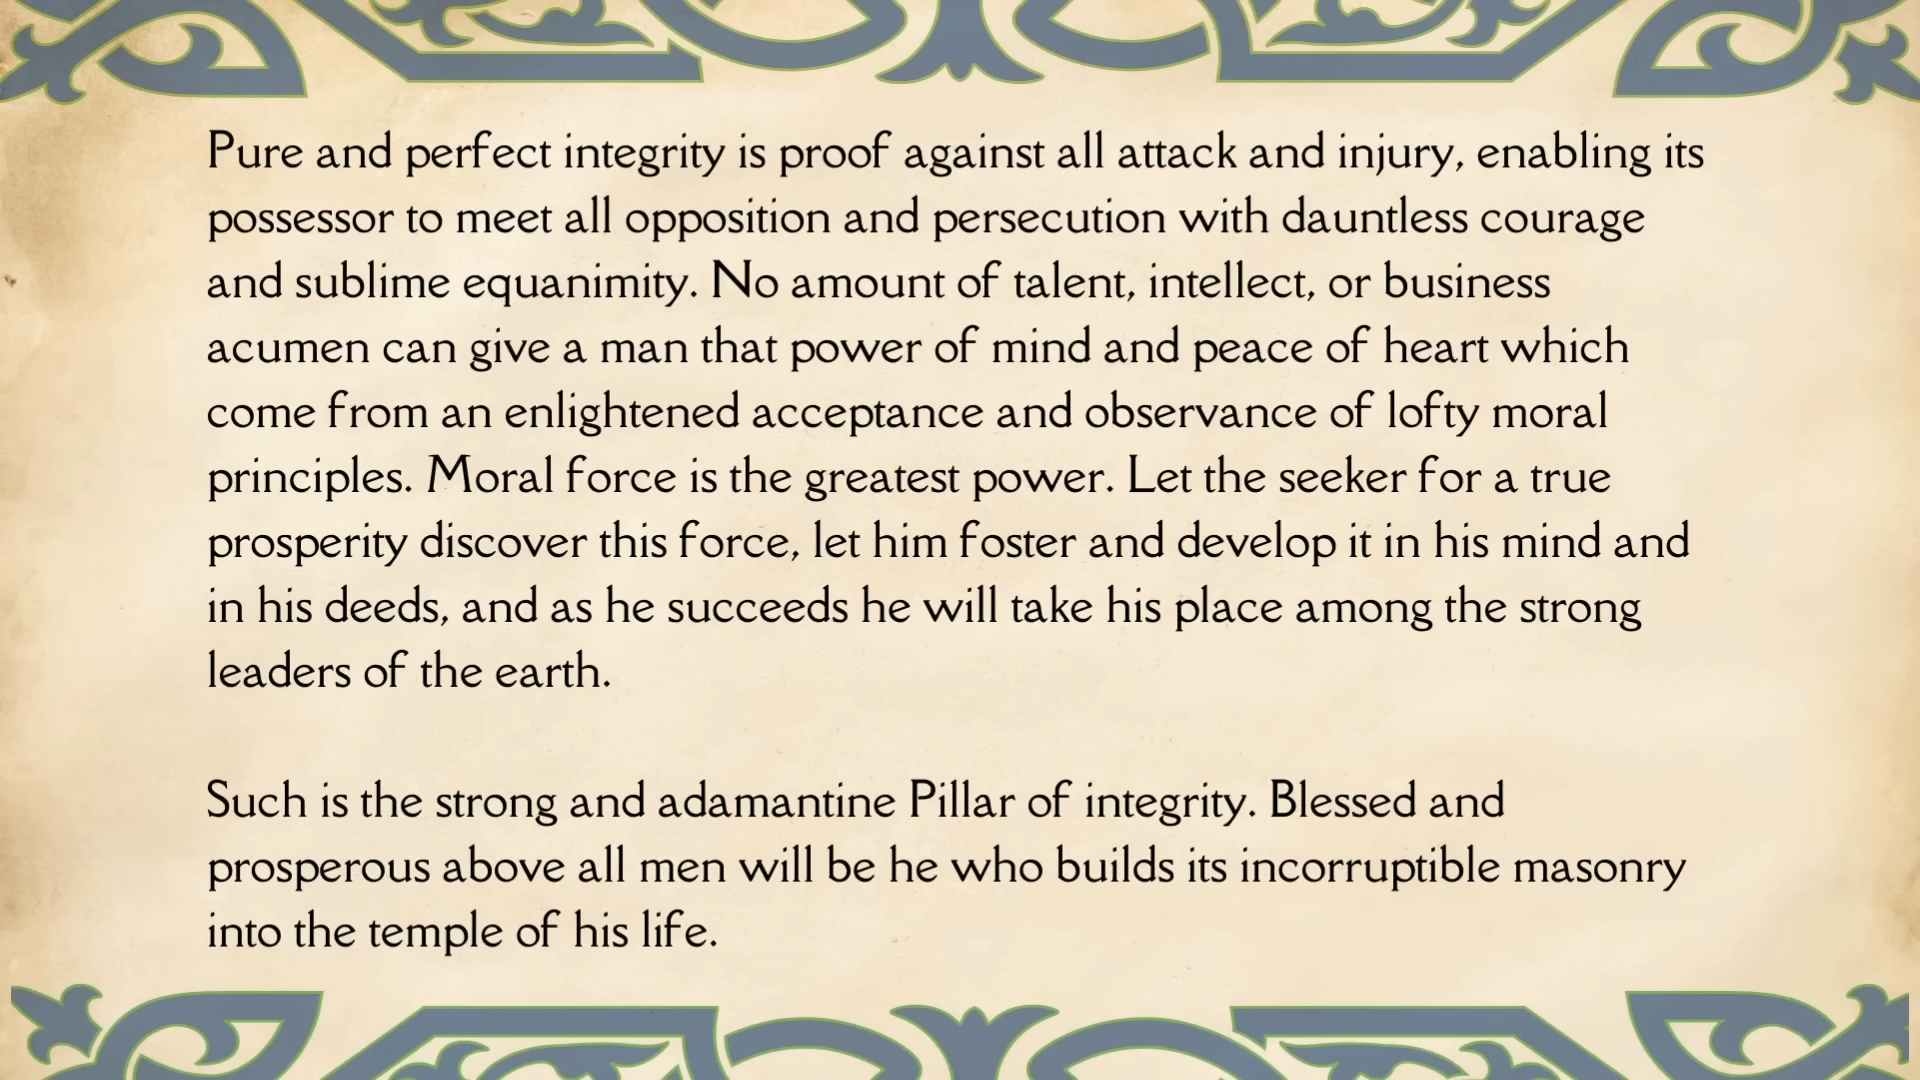 Pure and perfect integrity is proof against all attack and injury, enabling its
possessor to meet all opposition and persecution with dauntless courage
and sublime equanimity. No amount of talent, intellect, or business
acumen can give a man that power of mind and peace of heart which
come from an enlightened acceptance and observance of lofty moral
principles. Moral force is the greatest power. Let the seeker for a true
prosperity discover this force, let him foster and develop it in his mind and
in his deeds, and as he succeeds he will take his place among the strong
leaders of the earth.
Such is the strong and adamantine Pillar of integrity. Blessed and
prosperous above all men will be he who builds its incorruptible masonry
into the temple of his life.